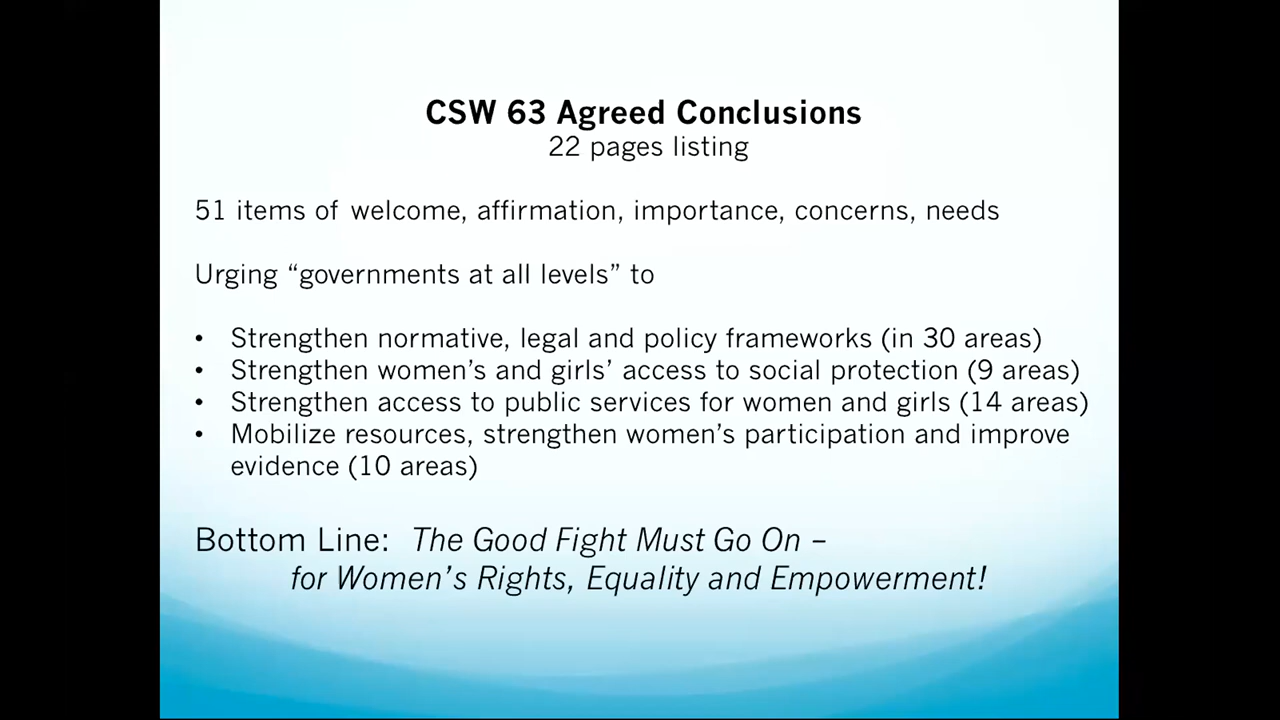 CSW 63 Agreed Conclusions
22 pages listing
51 items of welcome, affirmation, importance, concerns, needs
Urging “governments at all levels” to
• Strengthen normative, legal and policy frameworks (in 30 areas)
• Strengthen women’s and girls’ access to social protection (9 areas)
• Strengthen access to public services for women and girls (14 areas)
• Mobilize resources, strengthen women’s participation and improve
evidence (10 areas)
Bottom Line: The Good Fight Must Go On –
for Women’s Rights, Equality and Empowerment!